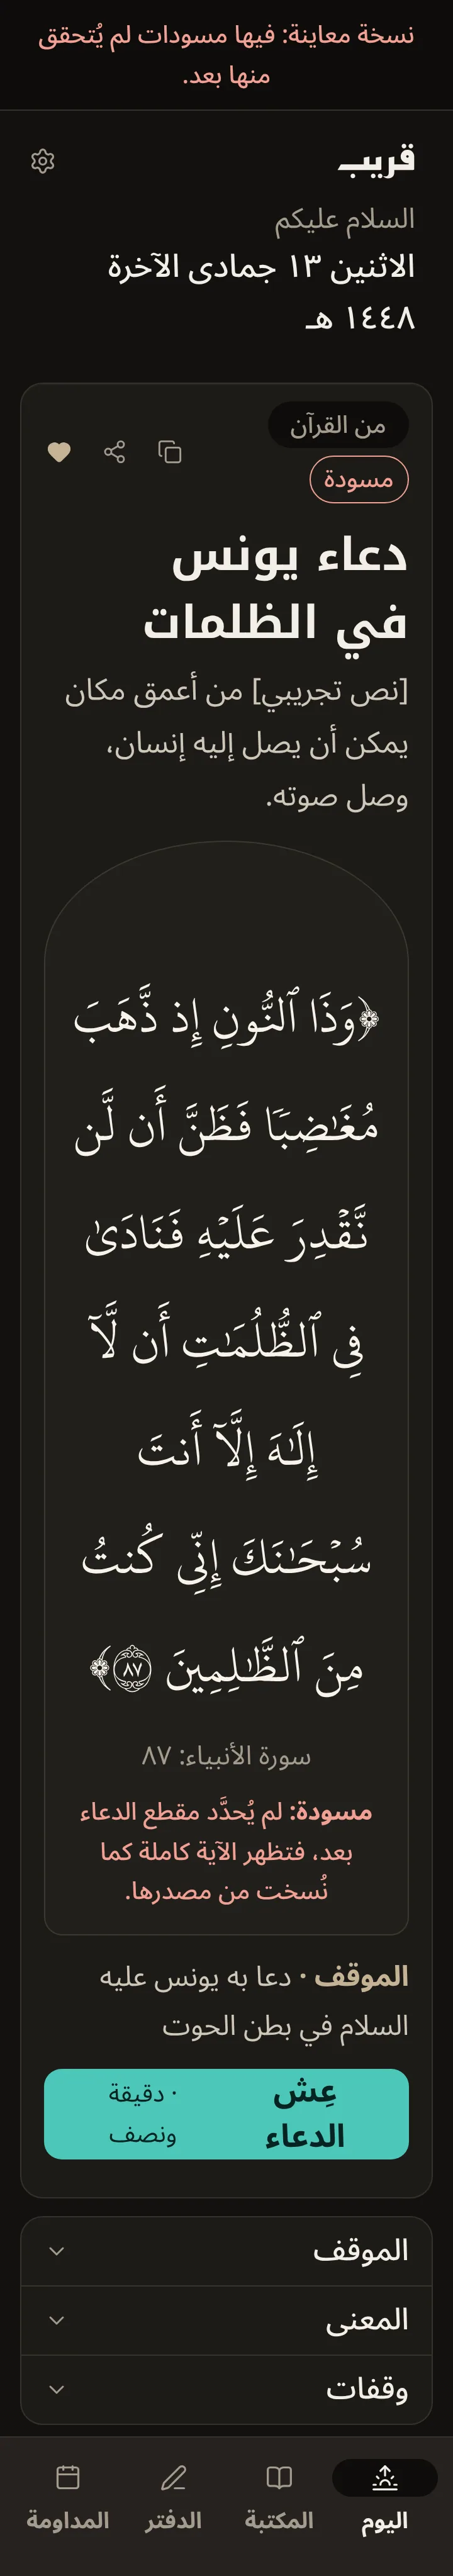 نسخة معاينة: فيها مسودات لم يُتحقق
منها بعد.
قريب
السلام عليكم
الاثنين ١٣ جمادى الآخرة
١٤٤٨ هـ
من القرآن
مسودة
دعاء يونس
في الظلمات
[نص تجريبي] من أعمق مكان
يمكن أن يصل إليه إنسان،
وصل صوته.
﴿وَذَا ٱلنُّونِ إِذ ذَّهَبَ
مُغَـٰضِبٗا فَظَنَّ أَن لَّن
نَّقۡدِرَ عَلَيۡهِ فَنَادَىٰ
فِي ٱلظُّلُمَـٰتِ أَن لَّآ
إِلَـٰهَ إِلَّآ أَنتَ
سُبۡحَـٰنَكَ إِنِّي كُنتُ
مِنَ ٱلظَّـٰلِمِينَ ٨٧﴾
سورة الأنبياء: ٨٧
مسودة: لم يُحدَّد مقطع الدعاء
بعد، فتظهر الآية كاملة كما
نُسخت من مصدرها.
الموقف · دعا به يونس عليه
السلام في بطن الحوت
عِش
الدعاء
· دقيقة
ونصف
الموقف
المعنى
وقفات
اليوم
المكتبة
الدفتر
المداومة